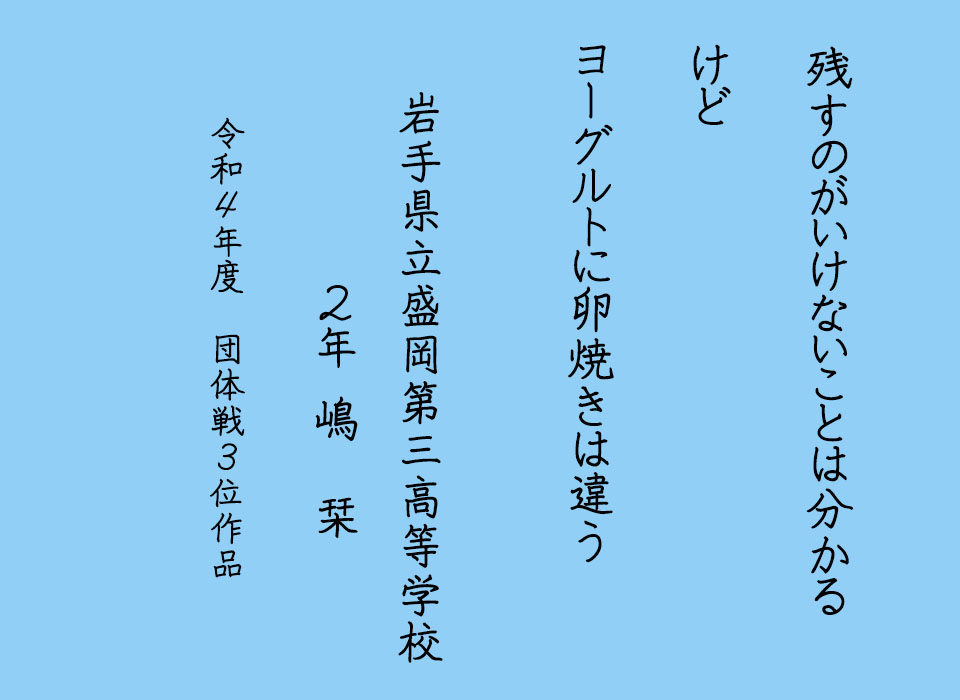 残すのがいけないことは分かる
けど
ヨーグルトに卵焼きは違う
岩手県立盛岡第三高等学校
2年 嶋 栞
令和4年度 団体戦3位作品